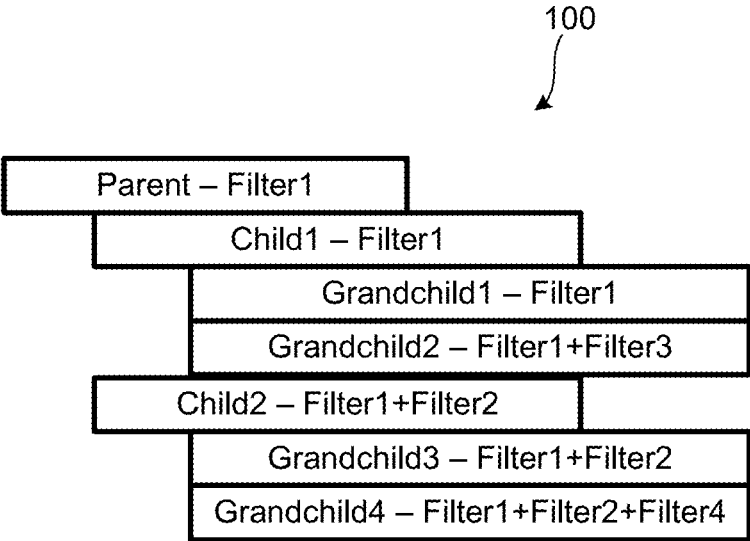 100
Parent – Filter1
Child1 – Filter1
Grandchild1 – Filter1
Grandchild2 – Filter1+Filter3
Child2 – Filter1+Filter2
Grandchild3 – Filter1+Filter2
Grandchild4 – Filter1+Filter2+Filter4